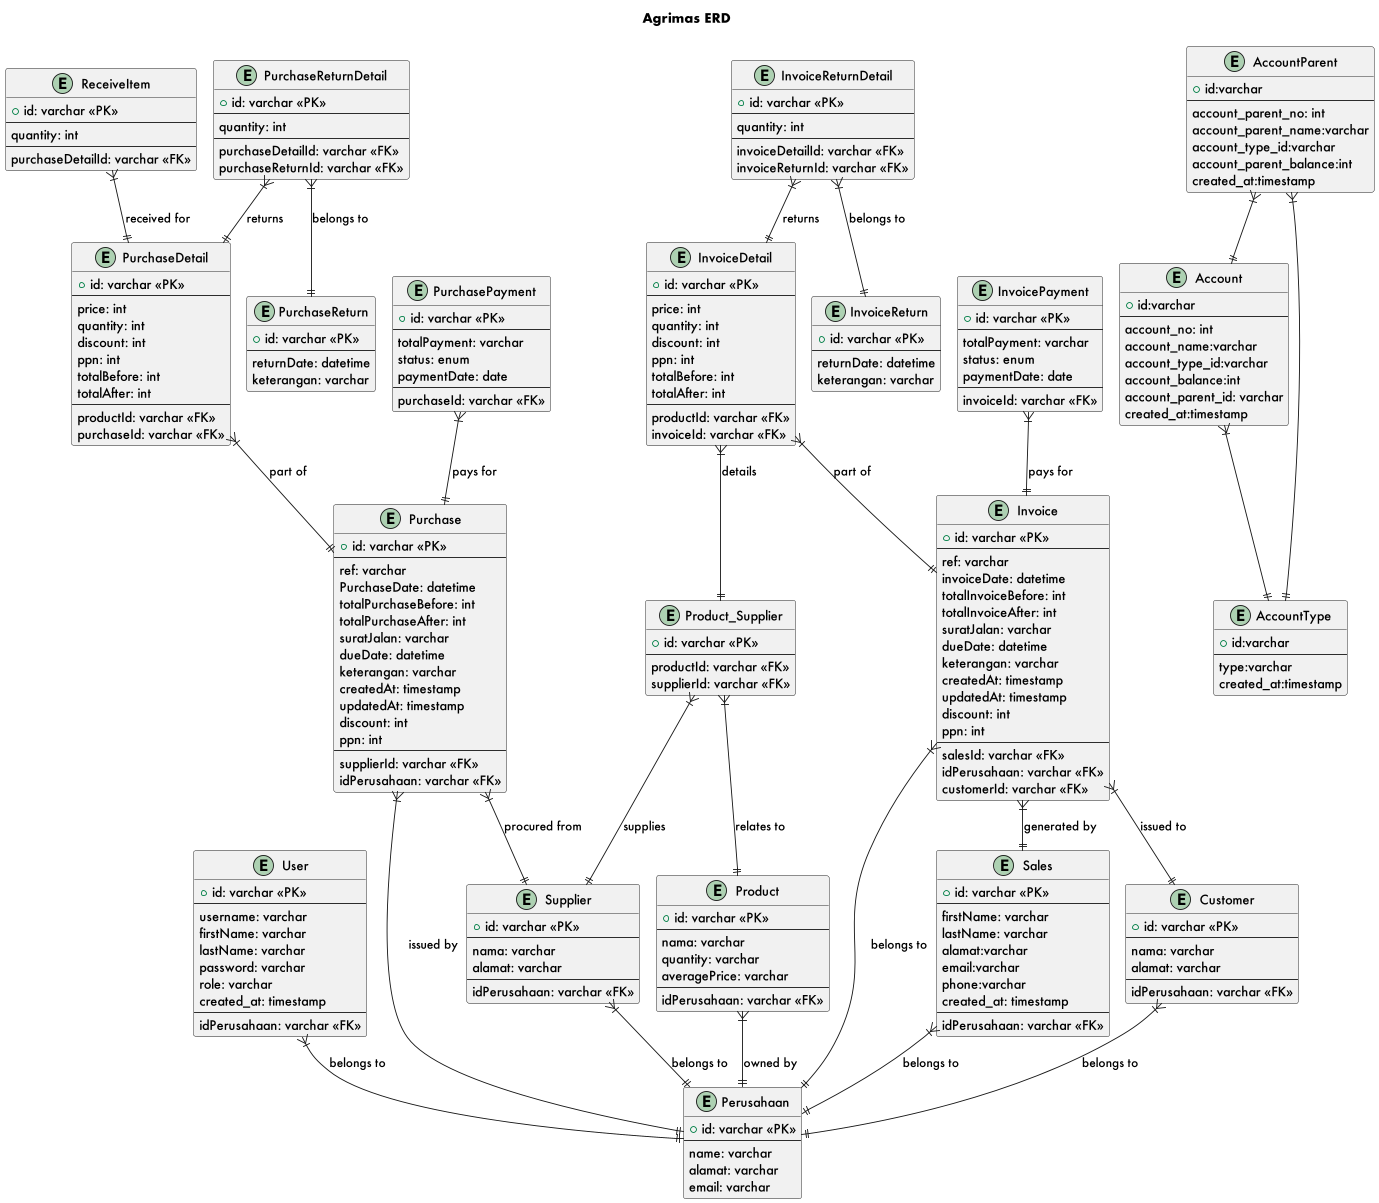 Agrimas ERD
E ReceiveItem
id: varchar «PK»
quantity: int
purchaseDetailId: varchar «FK»
E PurchaseReturnDetail
id: varchar «PK»
quantity: int
purchaseDetailId: varchar «FK»
purchaseReturnId: varchar «FK»
E InvoiceReturnDetail
id: varchar «PK»
quantity: int
invoiceDetailId: varchar «FK»
invoiceReturnId: varchar «FK»
E AccountParent
id:varchar
account_parent_no: int
account_parent_name:varchar
account_type_id:varchar
account_parent_balance:int
created_at:timestamp
received for
returns
belongs to
returns
belongs to
E PurchaseDetail
id: varchar «PK»
price: int
quantity: int
discount: int
ppn: int
totalBefore: int
totalAfter: int
productId: varchar «FK»
purchaseId: varchar «FK»
E PurchaseReturn
id: varchar «PK»
returnDate: datetime
keterangan: varchar
E PurchasePayment
id: varchar «PK»
totalPayment: varchar
status: enum
paymentDate: date
purchaseId: varchar «FK»
E InvoiceDetail
id: varchar «PK»
price: int
quantity: int
discount: int
ppn: int
totalBefore: int
totalAfter: int
productId: varchar «FK»
invoiceId: varchar «FK»
E InvoiceReturn
id: varchar «PK»
returnDate: datetime
keterangan: varchar
E InvoicePayment
id: varchar «PK»
totalPayment: varchar
status: enum
paymentDate: date
invoiceId: varchar «FK»
E Account
id:varchar
account_no: int
account_name:varchar
account_type_id:varchar
account_balance:int
account_parent_id: varchar
created_at:timestamp
part of
pays for
details
part of
pays for
E Purchase
id: varchar «PK»
ref: varchar
PurchaseDate: datetime
totalPurchaseBefore: int
totalPurchaseAfter: int
suratJalan: varchar
dueDate: datetime
keterangan: varchar
createdAt: timestamp
updatedAt: timestamp
discount: int
ppn: int
supplierId: varchar «FK»
idPerusahaan: varchar «FK»
E Product_Supplier
id: varchar «PK»
productId: varchar «FK»
supplierId: varchar «FK»
E Invoice
id: varchar «PK»
ref: varchar
invoiceDate: datetime
totalInvoiceBefore: int
totalInvoiceAfter: int
suratJalan: varchar
dueDate: datetime
keterangan: varchar
createdAt: timestamp
updatedAt: timestamp
discount: int
ppn: int
salesId: varchar «FK»
idPerusahaan: varchar «FK»
customerId: varchar «FK»
E AccountType
id:varchar
type:varchar
created_at:timestamp
procured from
supplies
relates to
generated by
issued to
E User
id: varchar «PK»
username: varchar
firstName: varchar
lastName: varchar
password: varchar
role: varchar
created_at: timestamp
idPerusahaan: varchar «FK»
issued by
E Supplier
id: varchar «PK»
nama: varchar
alamat: varchar
idPerusahaan: varchar «FK»
E Product
id: varchar «PK»
nama: varchar
quantity: varchar
averagePrice: varchar
idPerusahaan: varchar «FK»
belongs to
E Sales
id: varchar «PK»
firstName: varchar
lastName: varchar
alamat:varchar
email:varchar
phone:varchar
created_at: timestamp
idPerusahaan: varchar «FK»
E Customer
id: varchar «PK»
nama: varchar
alamat: varchar
idPerusahaan: varchar «FK»
belongs to
belongs to
owned by
belongs to
belongs to
E Perusahaan
id: varchar «PK»
name: varchar
alamat: varchar
email: varchar